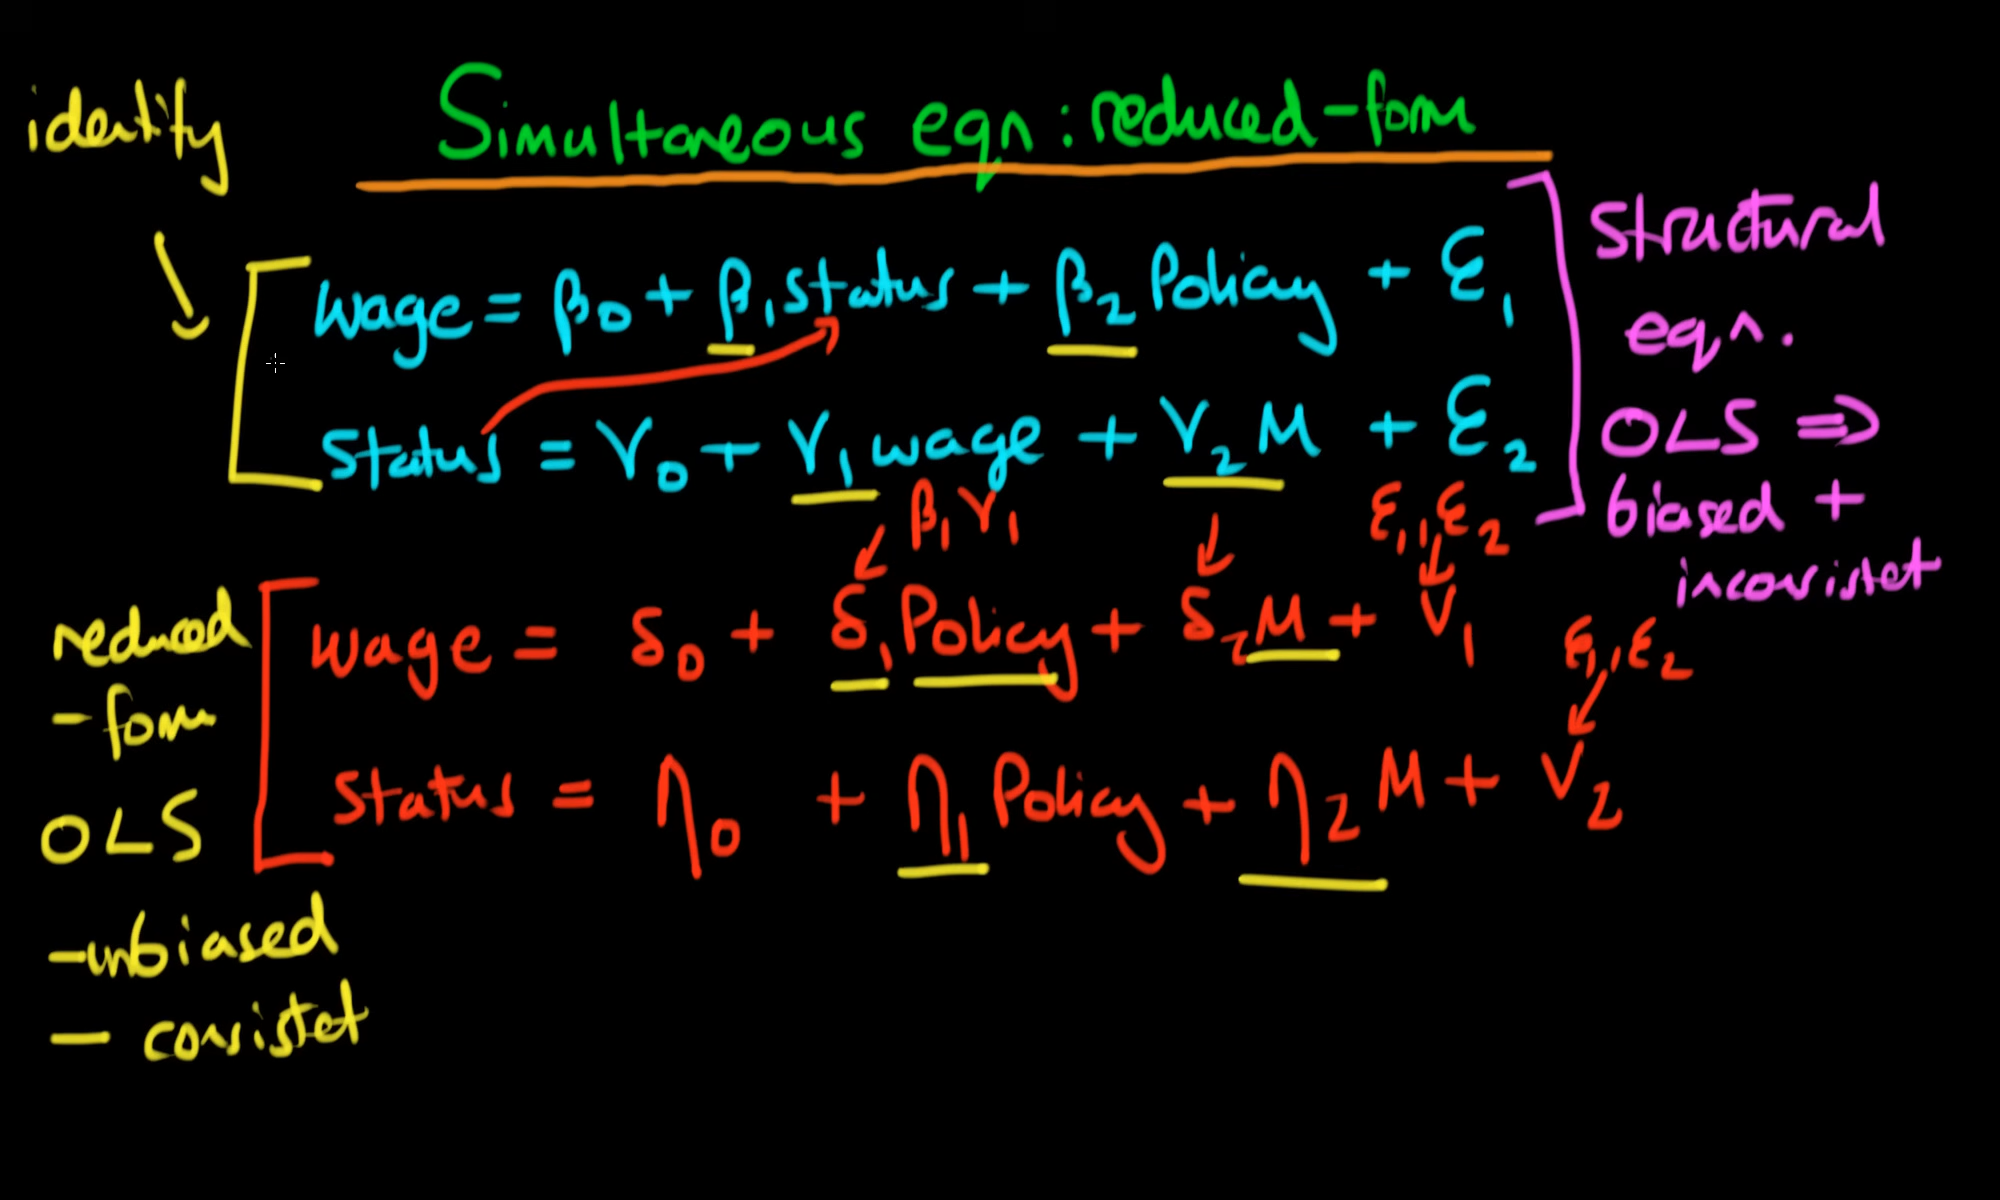 Simultaneous eqn: reduced-form
identify
wage = β0 + β1 status + β2 Policy + ε1
Status = γ0 + γ1 wage + γ2 M + ε2
Structural
eqn.
OLS ⇒
biased +
inconsistet
β1 γ1
ε1, ε2
wage = δ0 + δ1 Policy + δ2 M + V1
ε1, ε2
Status = η0 + η1 Policy + η2 M + V2
reduced
- form
OLS
- unbiased
- consistet